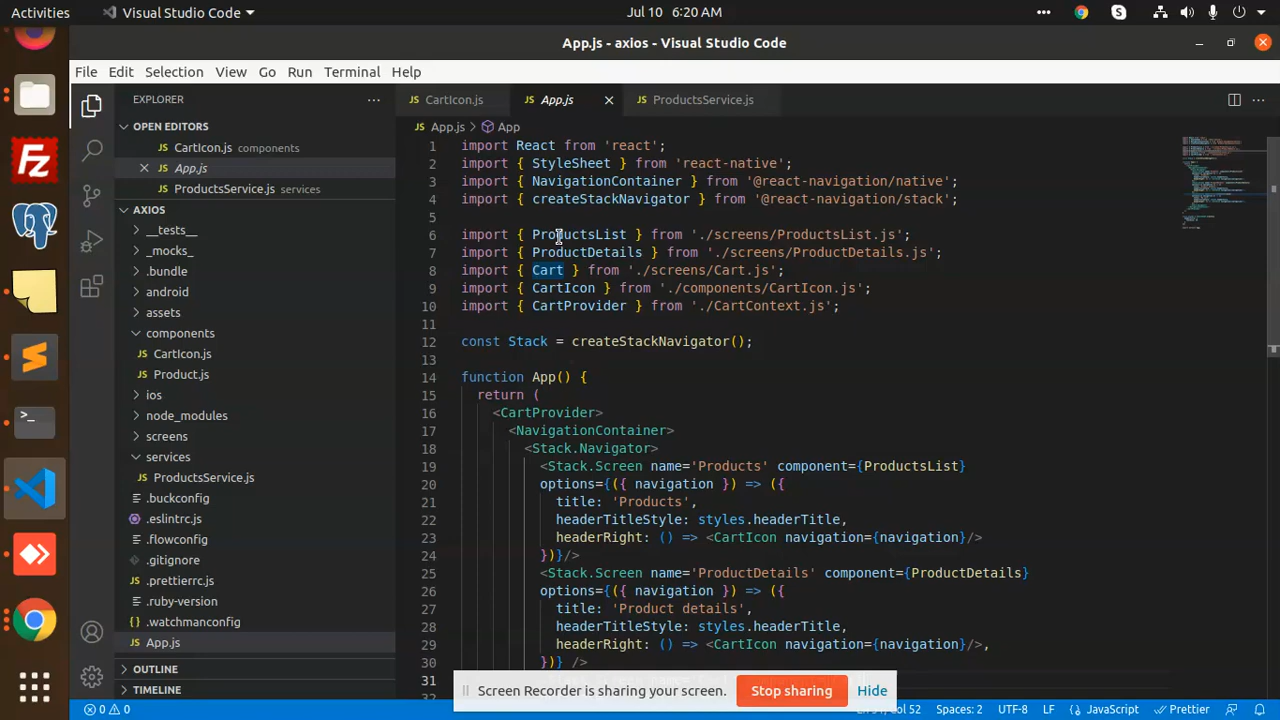 Activities Visual Studio Code Jul 10 6:20 AM
App.js - axios - Visual Studio Code
File Edit Selection View Go Run Terminal Help
EXPLORER
OPEN EDITORS
CartIcon.js components
App.js
ProductsService.js services
AXIOS
__tests__
_mocks_
.bundle
android
assets
components
CartIcon.js
Product.js
ios
node_modules
screens
services
ProductsService.js
.buckconfig
.eslintrc.js
.flowconfig
.gitignore
.prettierrc.js
.ruby-version
.watchmanconfig
App.js
OUTLINE
TIMELINE
CartIcon.js App.js ProductsService.js
App.js > App
1 import React from 'react';
2 import { StyleSheet } from 'react-native';
3 import { NavigationContainer } from '@react-navigation/native';
4 import { createStackNavigator } from '@react-navigation/stack';
5
6 import { ProductsList } from './screens/ProductsList.js';
7 import { ProductDetails } from './screens/ProductDetails.js';
8 import { Cart } from './screens/Cart.js';
9 import { CartIcon } from './components/CartIcon.js';
10 import { CartProvider } from './CartContext.js';
11
12 const Stack = createStackNavigator();
13
14 function App() {
15 return (
16 <CartProvider>
17 <NavigationContainer>
18 <Stack.Navigator>
19 <Stack.Screen name='Products' component={ProductsList}
20 options={({ navigation }) => ({
21 title: 'Products',
22 headerTitleStyle: styles.headerTitle,
23 headerRight: () => <CartIcon navigation={navigation}/>
24 })}/>
25 <Stack.Screen name='ProductDetails' component={ProductDetails}
26 options={({ navigation }) => ({
27 title: 'Product details',
28 headerTitleStyle: styles.headerTitle,
29 headerRight: () => <CartIcon navigation={navigation}/>,
30 })} />
31
Screen Recorder is sharing your screen. Stop sharing Hide
0 0 Col 52 Spaces: 2 UTF-8 LF JavaScript Prettier